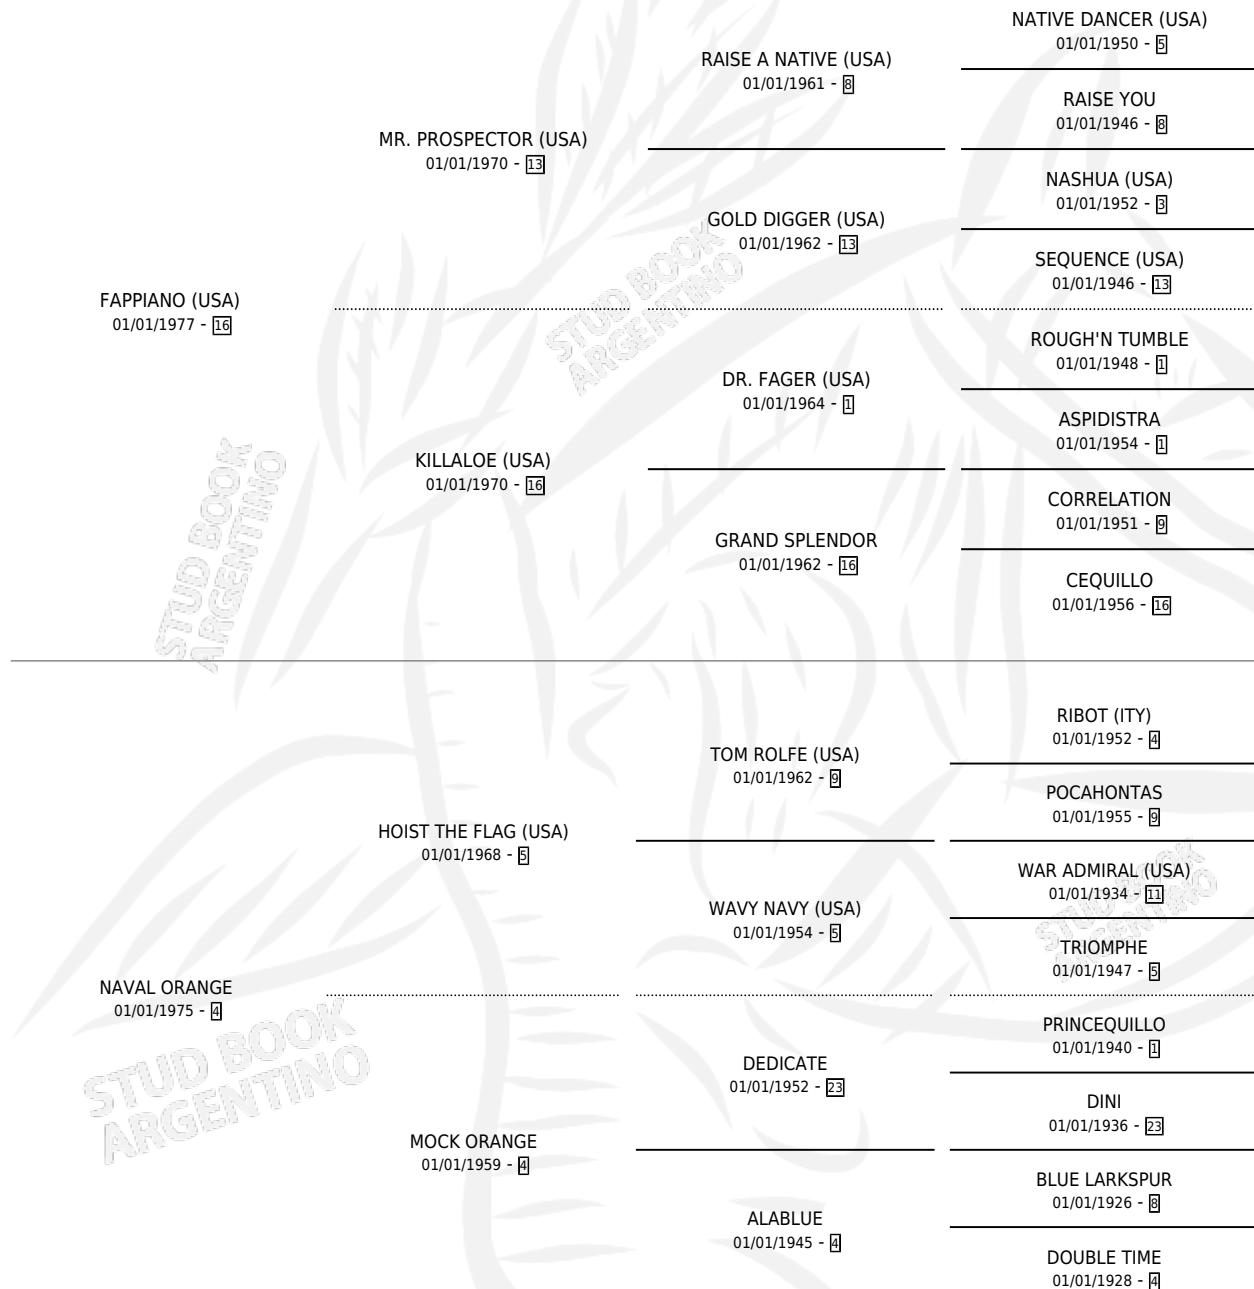 NATIVE DANCER (USA)
01/01/1950 - 5
RAISE A NATIVE (USA)
01/01/1961 - 8
RAISE YOU
01/01/1946 - 8
MR. PROSPECTOR (USA)
01/01/1970 - 13
NASHUA (USA)
01/01/1952 - 3
GOLD DIGGER (USA)
01/01/1962 - 13
SEQUENCE (USA)
01/01/1946 - 13
STUD BOOK
ARGENTINO
FAPPIANO (USA)
01/01/1977 - 16
ROUGH'N TUMBLE
01/01/1948 - 1
DR. FAGER (USA)
01/01/1964 - 1
ASPIDISTRA
01/01/1954 - 1
KILLALOE (USA)
01/01/1970 - 16
CORRELATION
01/01/1951 - 9
GRAND SPLENDOR
01/01/1962 - 16
CEQUILLO
01/01/1956 - 16
STUD BOOK
ARGENTINO
RIBOT (ITY)
01/01/1952 - 4
TOM ROLFE (USA)
01/01/1962 - 9
POCAHONTAS
01/01/1955 - 9
HOIST THE FLAG (USA)
01/01/1968 - 5
WAR ADMIRAL (USA)
01/01/1934 - 11
WAVY NAVY (USA)
01/01/1954 - 5
TRIOMPHE
01/01/1947 - 5
STUD BOOK
ARGENTINO
NAVAL ORANGE
01/01/1975 - 4
PRINCEQUILLO
01/01/1940 - 1
DEDICATE
01/01/1952 - 23
DINI
01/01/1936 - 23
STUD BOOK
ARGENTINO
MOCK ORANGE
01/01/1959 - 4
BLUE LARKSPUR
01/01/1926 - 8
ALABLUE
01/01/1945 - 4
DOUBLE TIME
01/01/1928 - 4